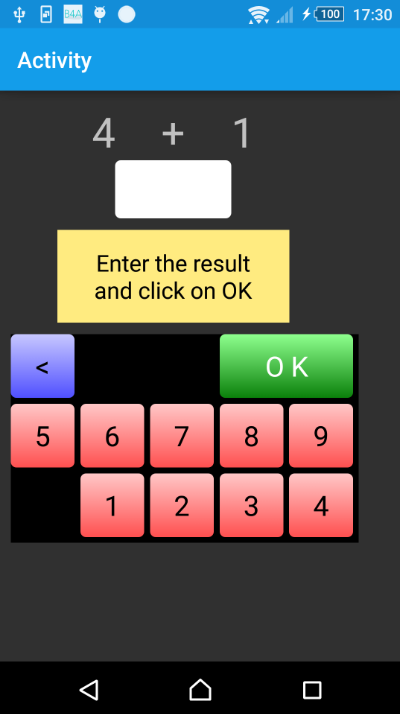 B4A 100 17:30
Activity
4 + 1
Enter the result
and click on OK
< O K
5 6 7 8 9
1 2 3 4